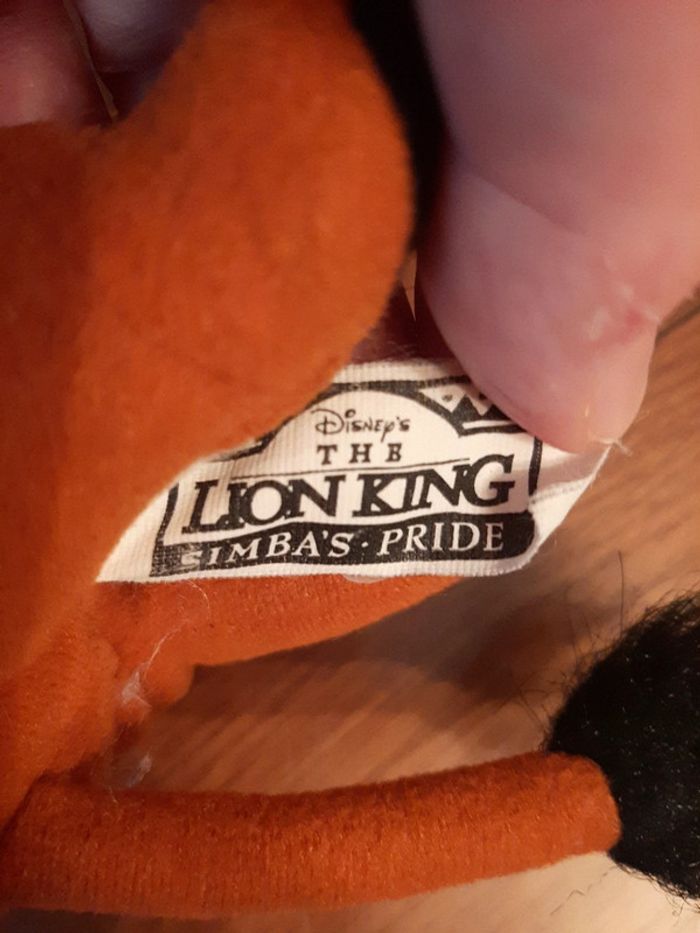 Disney's
THE
LION KING
SIMBA'S · PRIDE